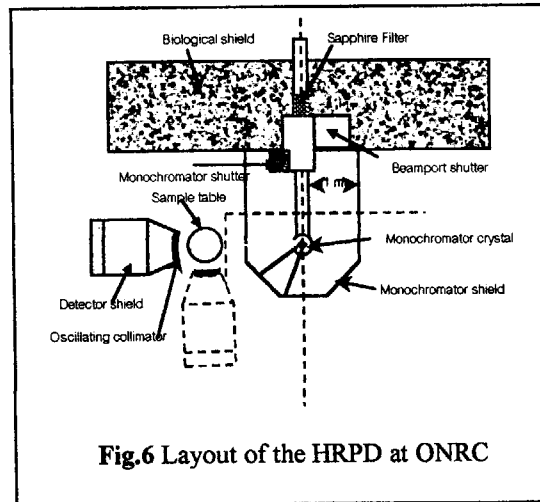 Biological shield
Sapphire Filter
Monochromator shutter
Beamport shutter
1 m
Sample table
Monochromator crystal
Monochromator shield
Detector shield
Oscillating collimator
Fig.6 Layout of the HRPD at ONRC